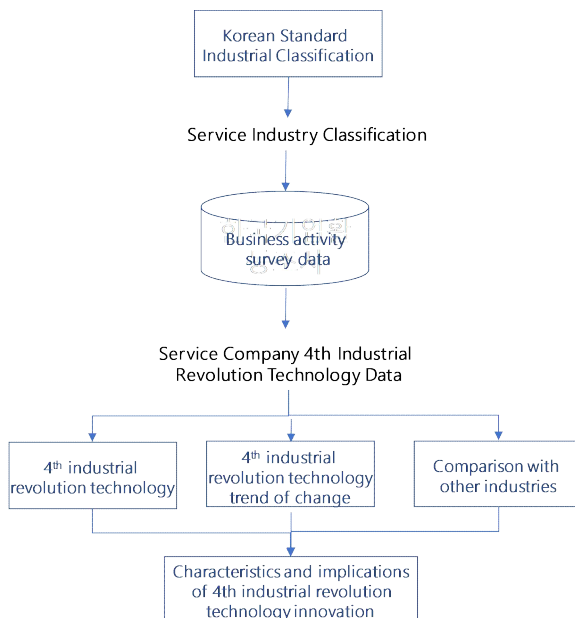 Korean Standard
Industrial Classification
Service Industry Classification
Business activity
survey data
Service Company 4th Industrial
Revolution Technology Data
4th industrial
revolution technology
4th industrial
revolution technology
trend of change
Comparison with
other industries
Characteristics and implications
of 4th industrial revolution
technology innovation